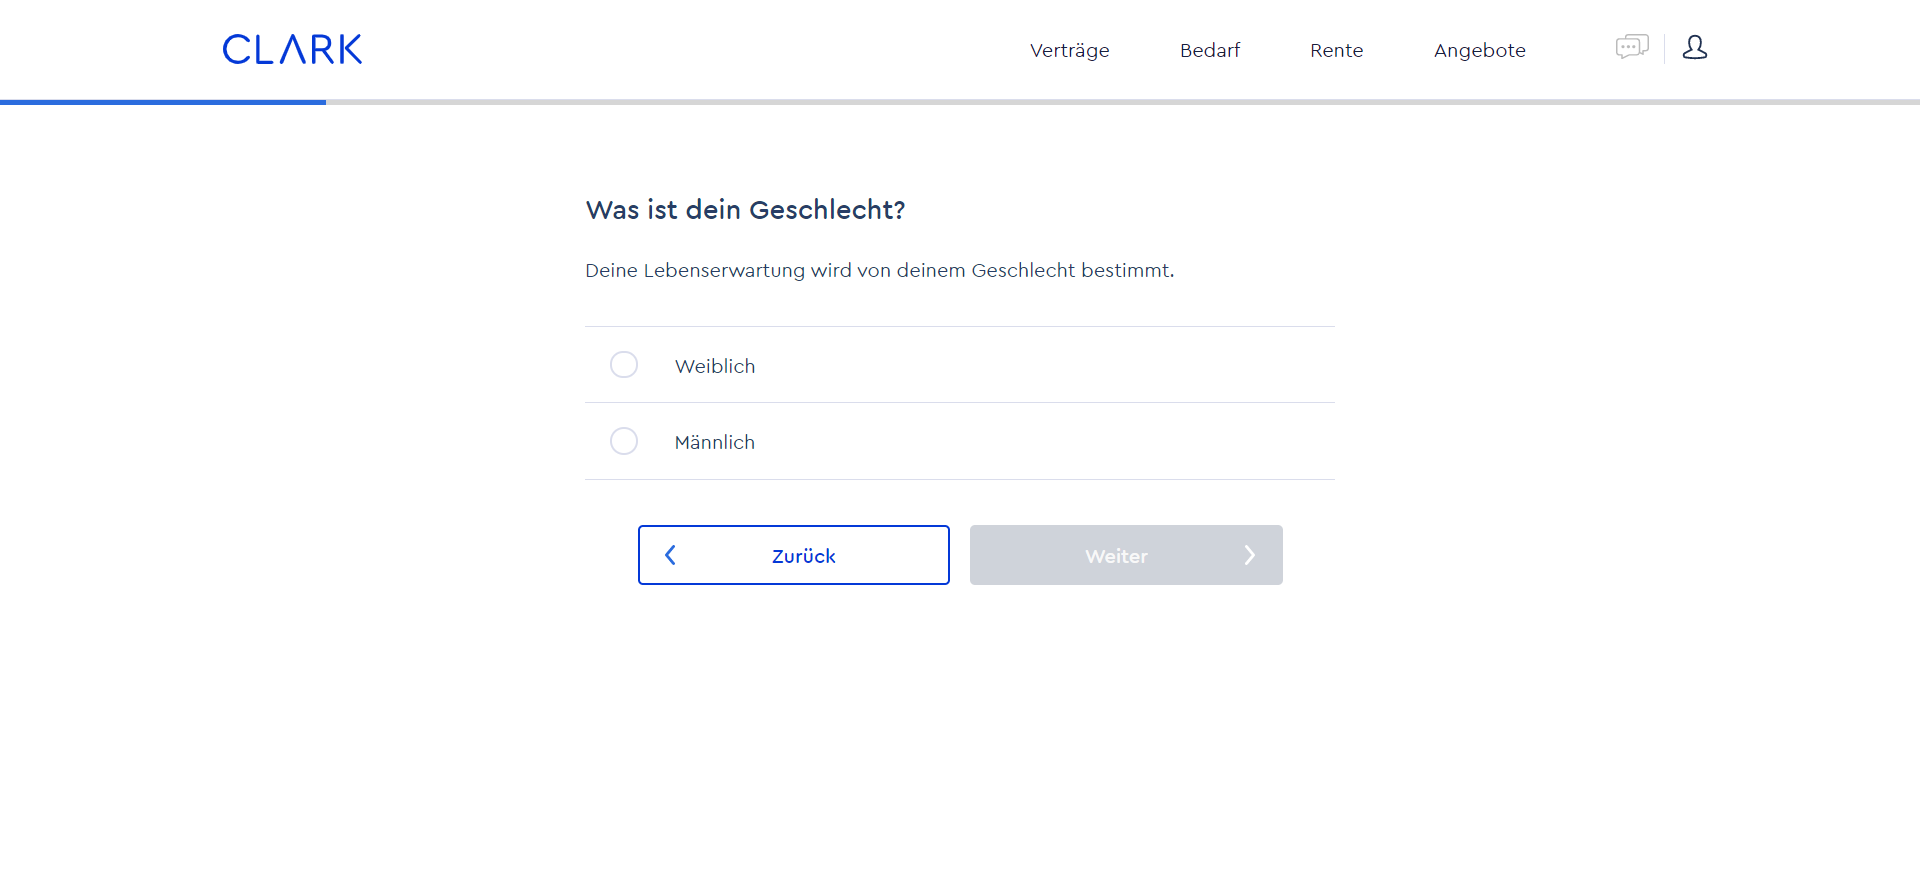 CLARK
Verträge
Bedarf
Rente
Angebote
Was ist dein Geschlecht?
Deine Lebenserwartung wird von deinem Geschlecht bestimmt.
Weiblich
Männlich
Zurück
Weiter